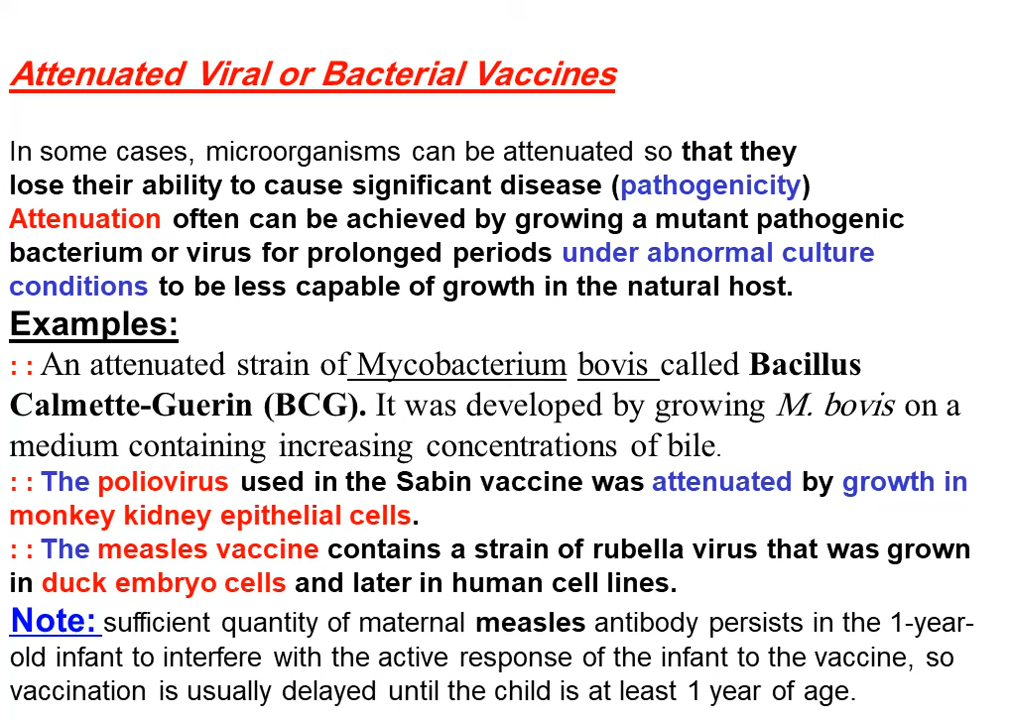 Attenuated Viral or Bacterial Vaccines
In some cases, microorganisms can be attenuated so that they
lose their ability to cause significant disease (pathogenicity)
Attenuation often can be achieved by growing a mutant pathogenic
bacterium or virus for prolonged periods under abnormal culture
conditions to be less capable of growth in the natural host.
Examples:
: : An attenuated strain of Mycobacterium bovis called Bacillus
Calmette-Guerin (BCG). It was developed by growing M. bovis on a
medium containing increasing concentrations of bile.
: : The poliovirus used in the Sabin vaccine was attenuated by growth in
monkey kidney epithelial cells.
: : The measles vaccine contains a strain of rubella virus that was grown
in duck embryo cells and later in human cell lines.
Note: sufficient quantity of maternal measles antibody persists in the 1-year-
old infant to interfere with the active response of the infant to the vaccine, so
vaccination is usually delayed until the child is at least 1 year of age.